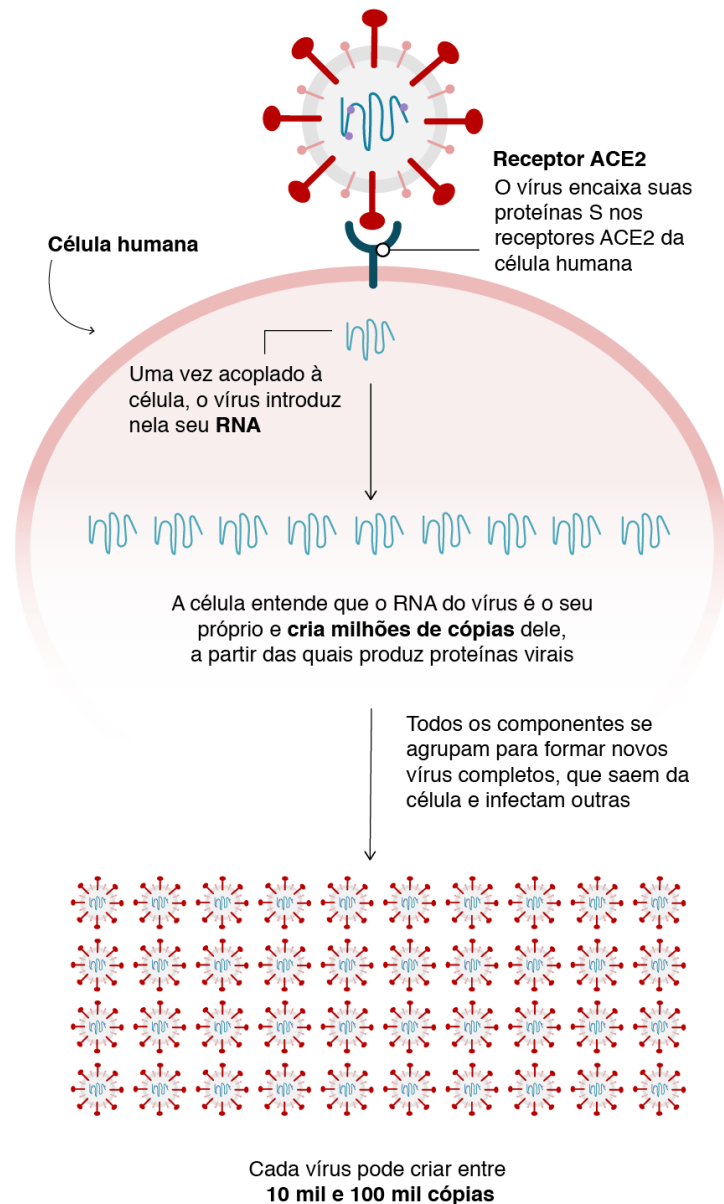 Receptor ACE2
O vírus encaixa suas
proteínas S nos
receptores ACE2 da
célula humana
Célula humana
Uma vez acoplado à
célula, o vírus introduz
nela seu RNA
A célula entende que o RNA do vírus é o seu
próprio e cria milhões de cópias dele,
a partir das quais produz proteínas virais
Todos os componentes se
agrupam para formar novos
vírus completos, que saem da
célula e infectam outras
Cada vírus pode criar entre
10 mil e 100 mil cópias